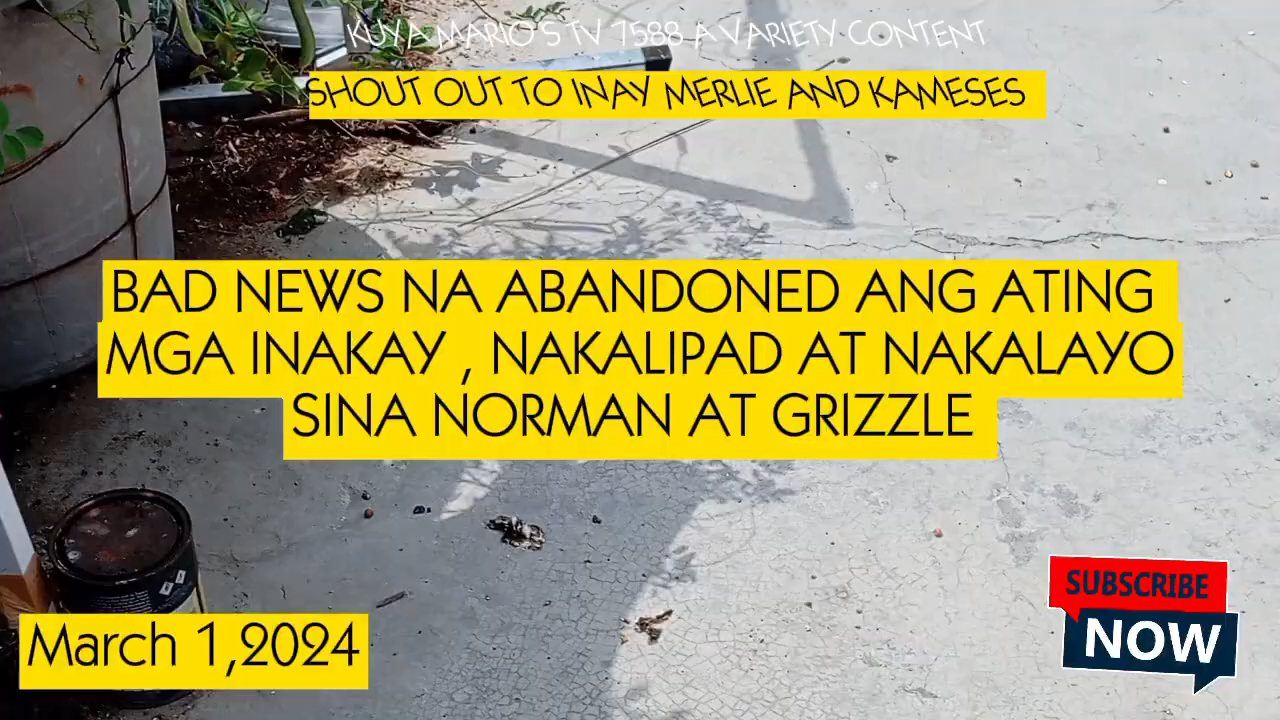 KUYA MARIO'S TV 7588 A VARIETY CONTENT
SHOUT OUT TO INAY MERLIE AND KAMESES
BAD NEWS NA ABANDONED ANG ATING
MGA INAKAY , NAKALIPAD AT NAKALAYO
SINA NORMAN AT GRIZZLE
March 1,2024
SUBSCRIBE
NOW